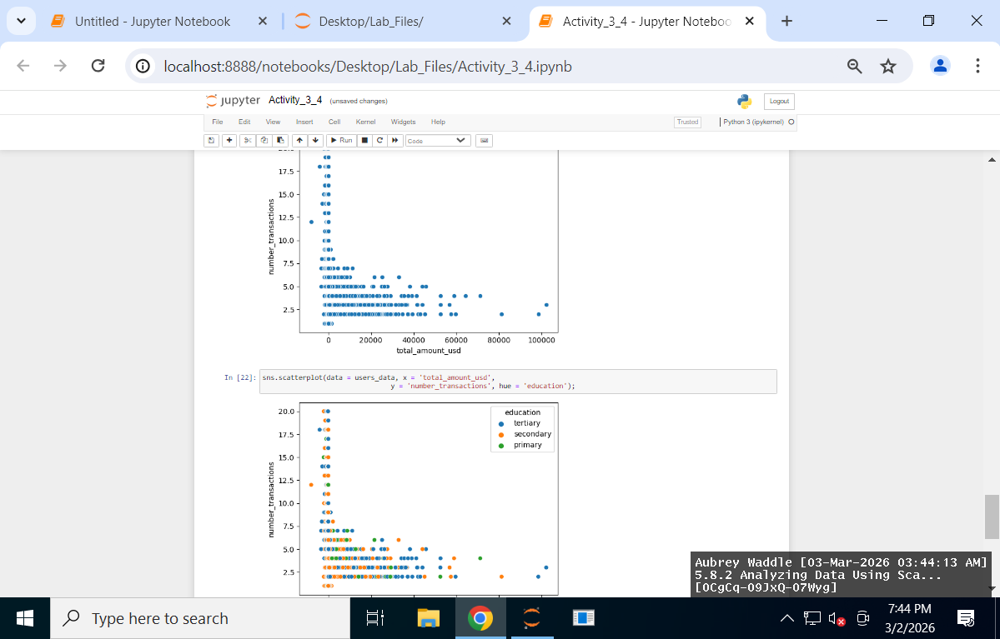 Untitled - Jupyter Notebook
Desktop/Lab_Files/
Activity_3_4 - Jupyter Noteboo
localhost:8888/notebooks/Desktop/Lab_Files/Activity_3_4.ipynb
jupyter Activity_3_4 (unsaved changes)
Logout
File Edit View Insert Cell Kernel Widgets Help
Trusted
Python 3 (ipykernel)
Run
Code
17.5
15.0
12.5
10.0
7.5
5.0
2.5
number_transactions
0 20000 40000 60000 80000 100000
total_amount_usd
In [22]: sns.scatterplot(data = users_data, x = 'total_amount_usd',
y = 'number_transactions', hue = 'education');
education
tertiary
secondary
primary
20.0
17.5
15.0
12.5
10.0
7.5
5.0
2.5
number_transactions
Aubrey Waddle [03-Mar-2026 03:44:13 AM]
5.8.2 Analyzing Data Using Sca...
[OCgCq-O9JxQ-O7Wyg]
Type here to search
7:44 PM
3/2/2026